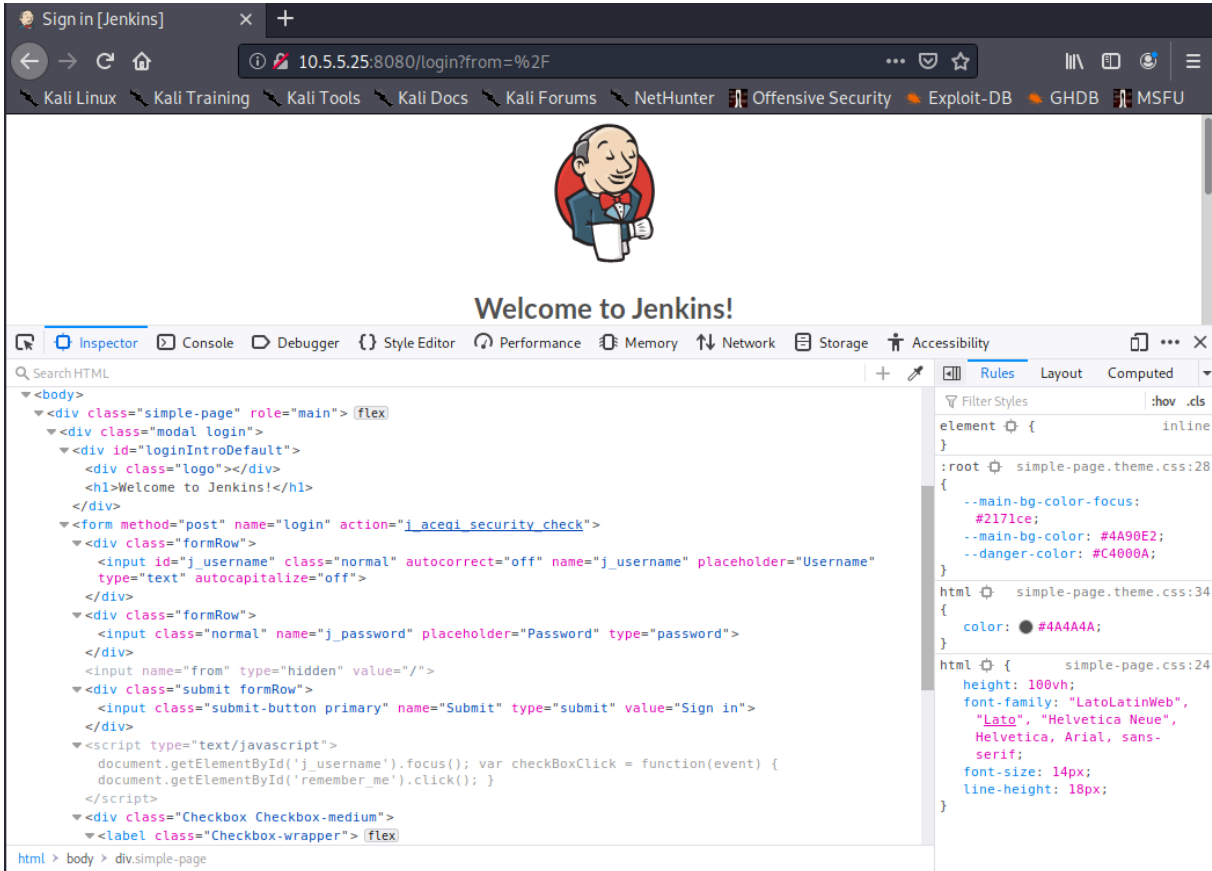 Sign in [Jenkins]
10.5.5.25:8080/login?from=%2F
Kali Linux Kali Training Kali Tools Kali Docs Kali Forums NetHunter Offensive Security Exploit-DB GHDB MSFU
Welcome to Jenkins!
Inspector Console Debugger {} Style Editor Performance Memory Network Storage Accessibility
Search HTML
<body>
<div class="simple-page" role="main"> flex
<div class="modal login">
<div id="loginIntroDefault">
<div class="logo"></div>
<h1>Welcome to Jenkins!</h1>
</div>
<form method="post" name="login" action="j_acegi_security_check">
<div class="formRow">
<input id="j_username" class="normal" autocorrect="off" name="j_username" placeholder="Username"
type="text" autocapitalize="off">
</div>
<div class="formRow">
<input class="normal" name="j_password" placeholder="Password" type="password">
</div>
<input name="from" type="hidden" value="/">
<div class="submit formRow">
<input class="submit-button primary" name="Submit" type="submit" value="Sign in">
</div>
<script type="text/javascript">
document.getElementById('j_username').focus(); var checkBoxClick = function(event) {
document.getElementById('remember_me').click(); }
</script>
<div class="Checkbox Checkbox-medium">
<label class="Checkbox-wrapper"> flex
html > body > div.simple-page
Rules Layout Computed
Filter Styles :hov .cls
element { inline
}
:root simple-page.theme.css:28
{
--main-bg-color-focus:
#2171ce;
--main-bg-color: #4A90E2;
--danger-color: #C4000A;
}
html simple-page.theme.css:34
{
color: #4A4A4A;
}
html { simple-page.css:24
height: 100vh;
font-family: "LatoLatinWeb",
"Lato", "Helvetica Neue",
Helvetica, Arial, sans-
serif;
font-size: 14px;
line-height: 18px;
}